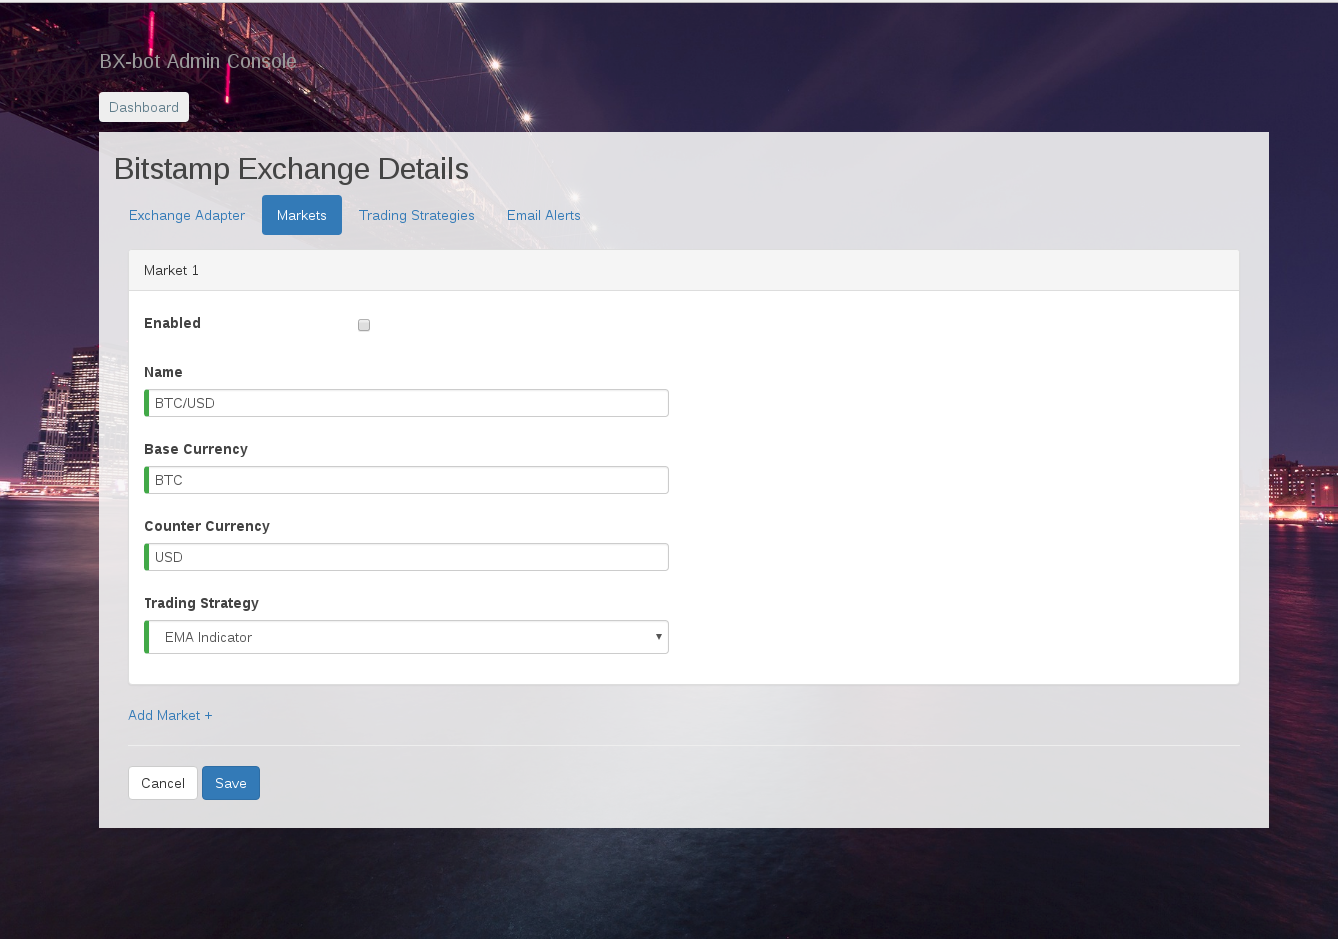 BX-bot Admin Console
Dashboard
Bitstamp Exchange Details
Exchange Adapter Markets Trading Strategies Email Alerts
Market 1
Enabled
Name
BTC/USD
Base Currency
BTC
Counter Currency
USD
Trading Strategy
EMA Indicator
Add Market +
Cancel Save